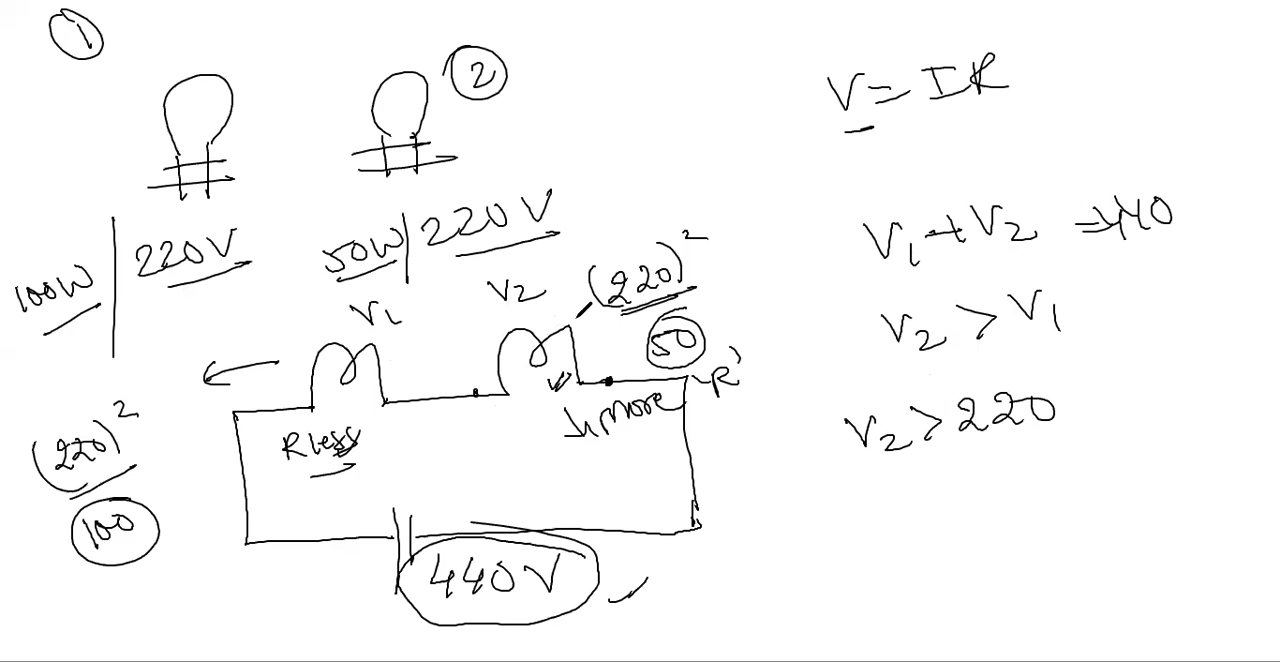 1
2
V = IR
100W | 220V
50W | 220V
V1 + V2 = 440
V1
V2
(220)²
50
V2 > V1
R
R less
more
V2 > 220
(220)²
100
440V